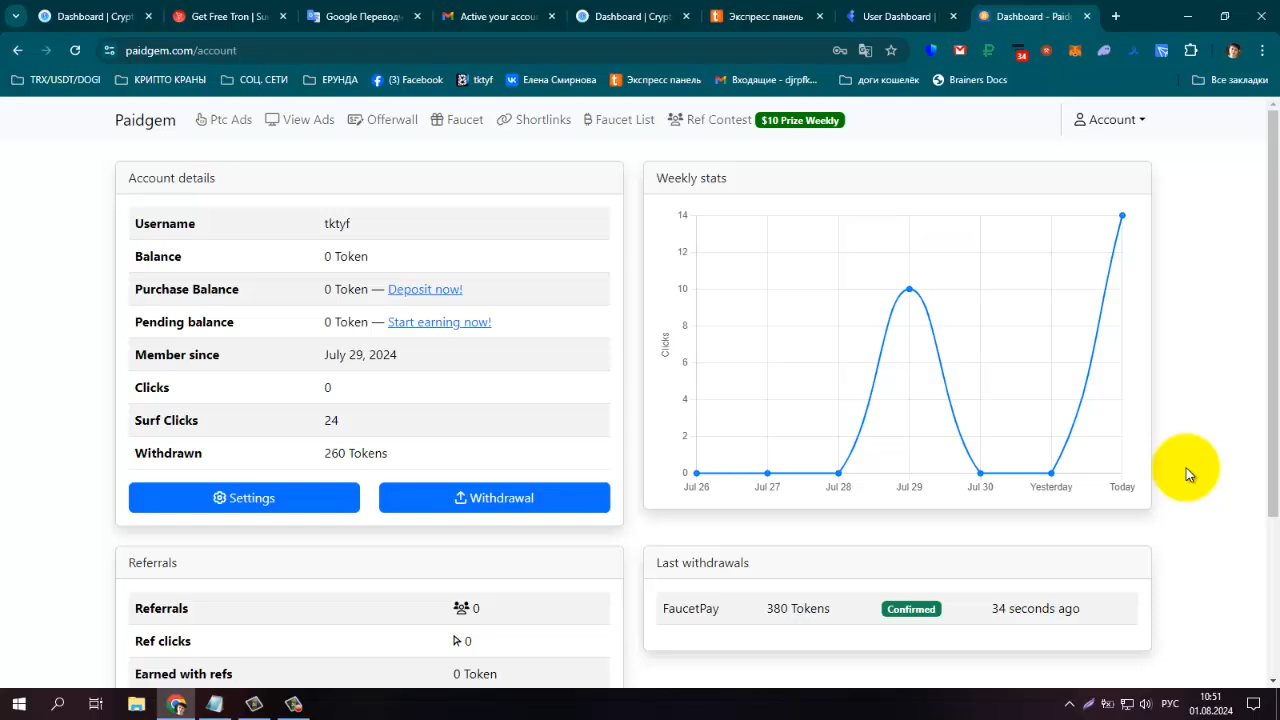 Dashboard | Crypt
Get Free Tron | Su
Google Переводч
Active your accou
Dashboard | Crypt
Экспресс панель
User Dashboard |
Dashboard - Paidg
paidgem.com/account
34
TRX/USDT/DOGI
КРИПТО КРАНЫ
СОЦ. СЕТИ
ЕРУНДА
(3) Facebook
tktyf
Елена Смирнова
Экспресс панель
Входящие - djrpfk...
доги кошелёк
Brainers Docs
Все закладки
Paidgem
Ptc Ads
View Ads
Offerwall
Faucet
Shortlinks
Faucet List
Ref Contest $10 Prize Weekly
Account
Account details
Username tktyf
Balance 0 Token
Purchase Balance 0 Token — Deposit now!
Pending balance 0 Token — Start earning now!
Member since July 29, 2024
Clicks 0
Surf Clicks 24
Withdrawn 260 Tokens
Settings
Withdrawal
Weekly stats
14
12
10
8
6
4
2
0
Clicks
Jul 26 Jul 27 Jul 28 Jul 29 Jul 30 Yesterday Today
Referrals
Referrals 0
Ref clicks 0
Earned with refs 0 Token
Last withdrawals
FaucetPay 380 Tokens Confirmed 34 seconds ago
РУС
10:51
01.08.2024